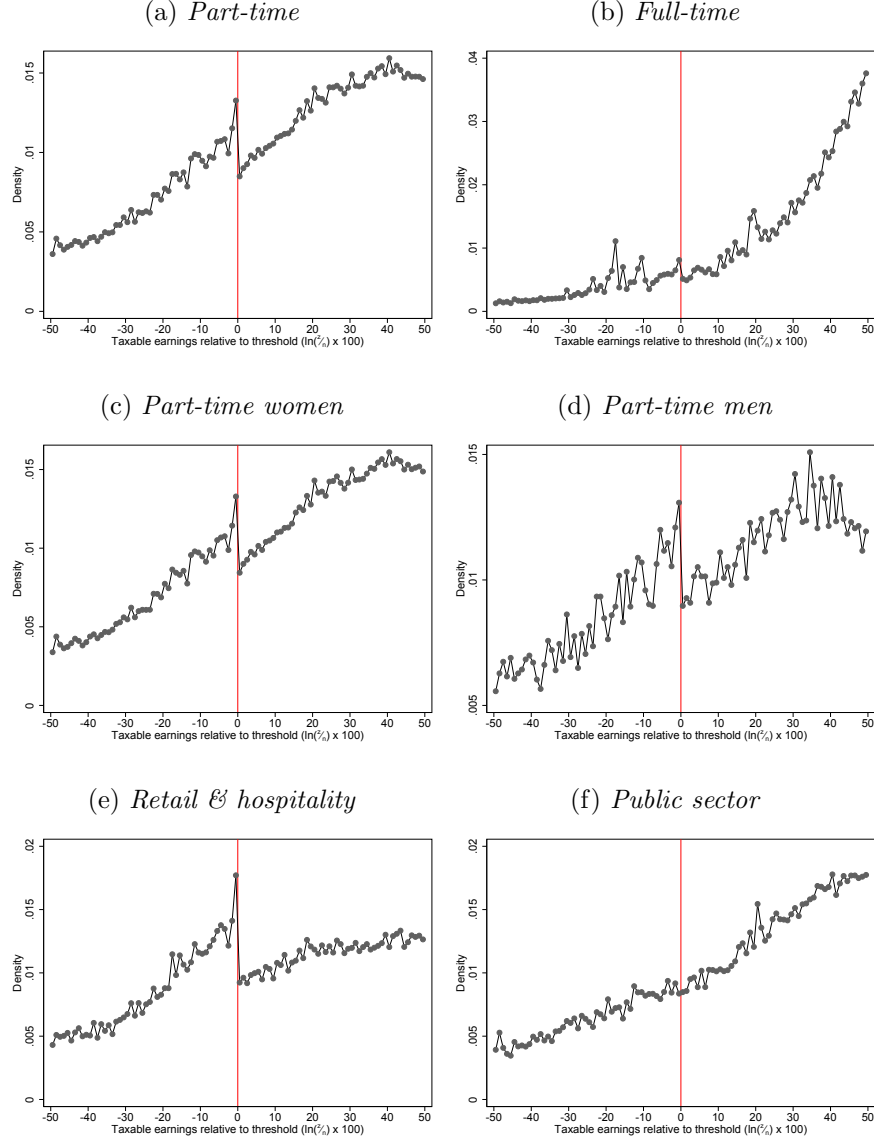 (a) Part-time
(b) Full-time
.015
.01
.005
0
Density
-50 -40 -30 -20 -10 0 10 20 30 40 50
Taxable earnings relative to threshold (ln(z/n) x 100)
.04
.03
.02
.01
0
Density
-50 -40 -30 -20 -10 0 10 20 30 40 50
Taxable earnings relative to threshold (ln(z/n) x 100)
(c) Part-time women
(d) Part-time men
.015
.01
.005
0
Density
-50 -40 -30 -20 -10 0 10 20 30 40 50
Taxable earnings relative to threshold (ln(z/n) x 100)
.015
.01
.005
Density
-50 -40 -30 -20 -10 0 10 20 30 40 50
Taxable earnings relative to threshold (ln(z/n) x 100)
(e) Retail & hospitality
(f) Public sector
.02
.015
.01
.005
0
Density
-50 -40 -30 -20 -10 0 10 20 30 40 50
Taxable earnings relative to threshold (ln(z/n) x 100)
.02
.015
.01
.005
0
Density
-50 -40 -30 -20 -10 0 10 20 30 40 50
Taxable earnings relative to threshold (ln(z/n) x 100)